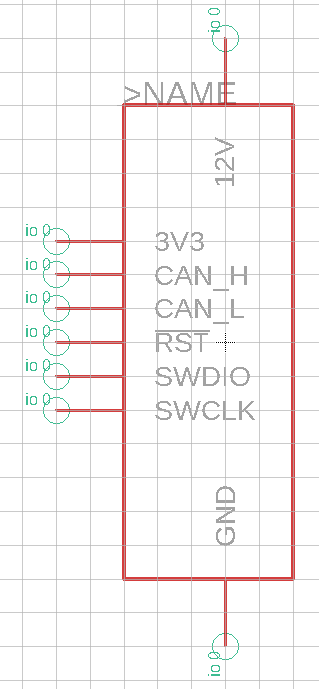 io 0
>NAME
12V
io 0
3V3
io 0
CAN_H
io 0
CAN_L
io 0
RST
io 0
SWDIO
io 0
SWCLK
GND
io 0